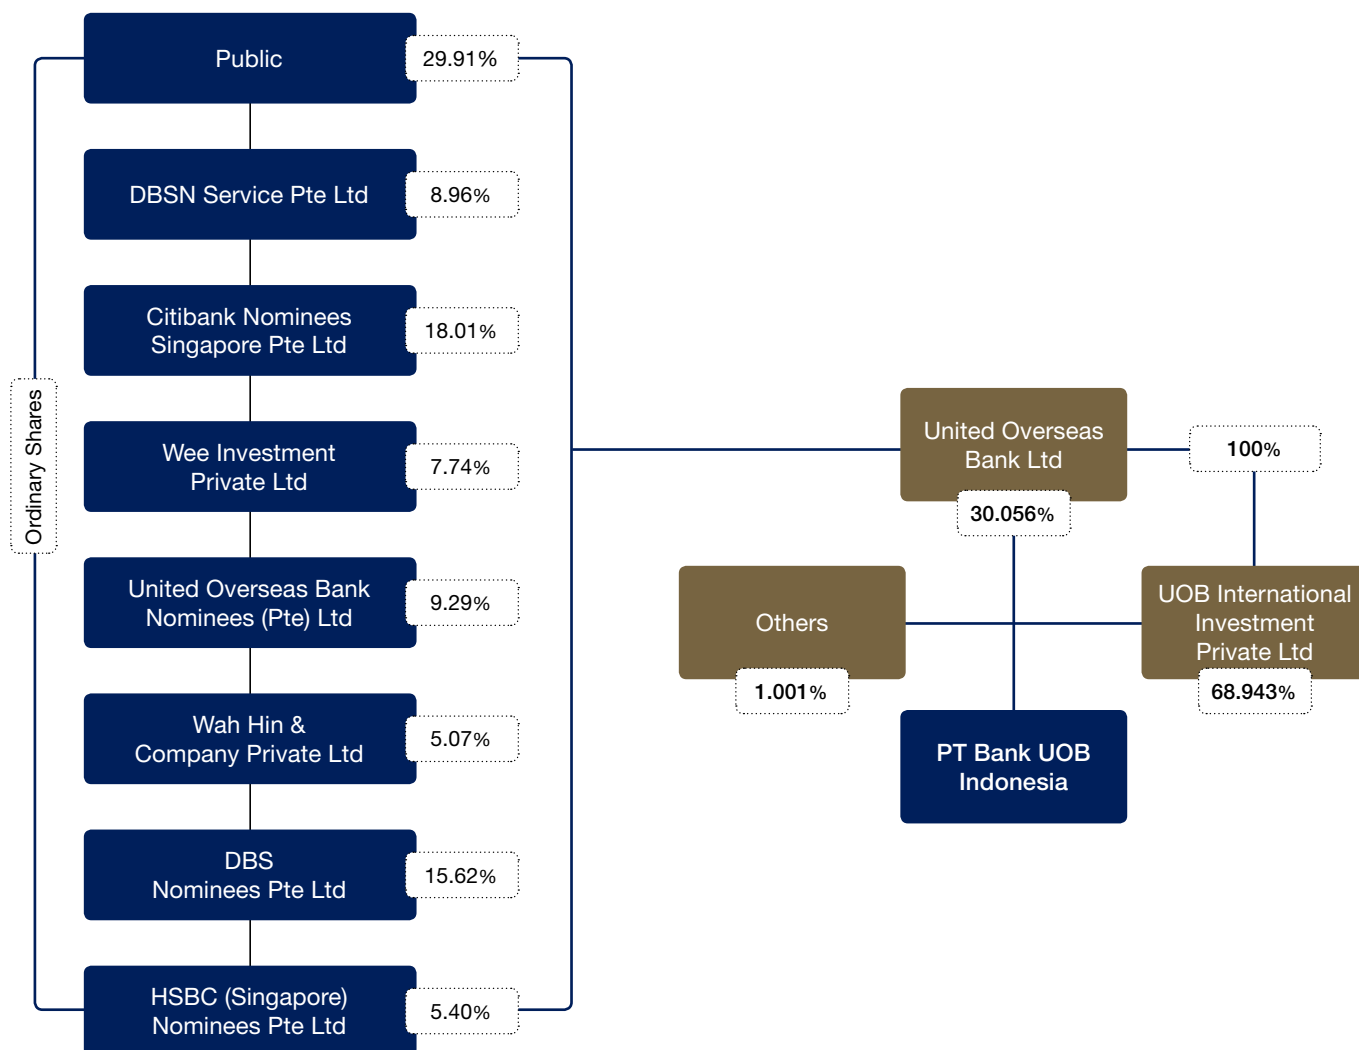 Public
29.91%
DBSN Service Pte Ltd
8.96%
Citibank Nominees
Singapore Pte Ltd
18.01%
Wee Investment
Private Ltd
7.74%
United Overseas Bank
Nominees (Pte) Ltd
9.29%
Wah Hin &
Company Private Ltd
5.07%
DBS
Nominees Pte Ltd
15.62%
HSBC (Singapore)
Nominees Pte Ltd
5.40%
Ordinary Shares
United Overseas
Bank Ltd
30.056%
100%
Others
1.001%
UOB International
Investment
Private Ltd
68.943%
PT Bank UOB
Indonesia